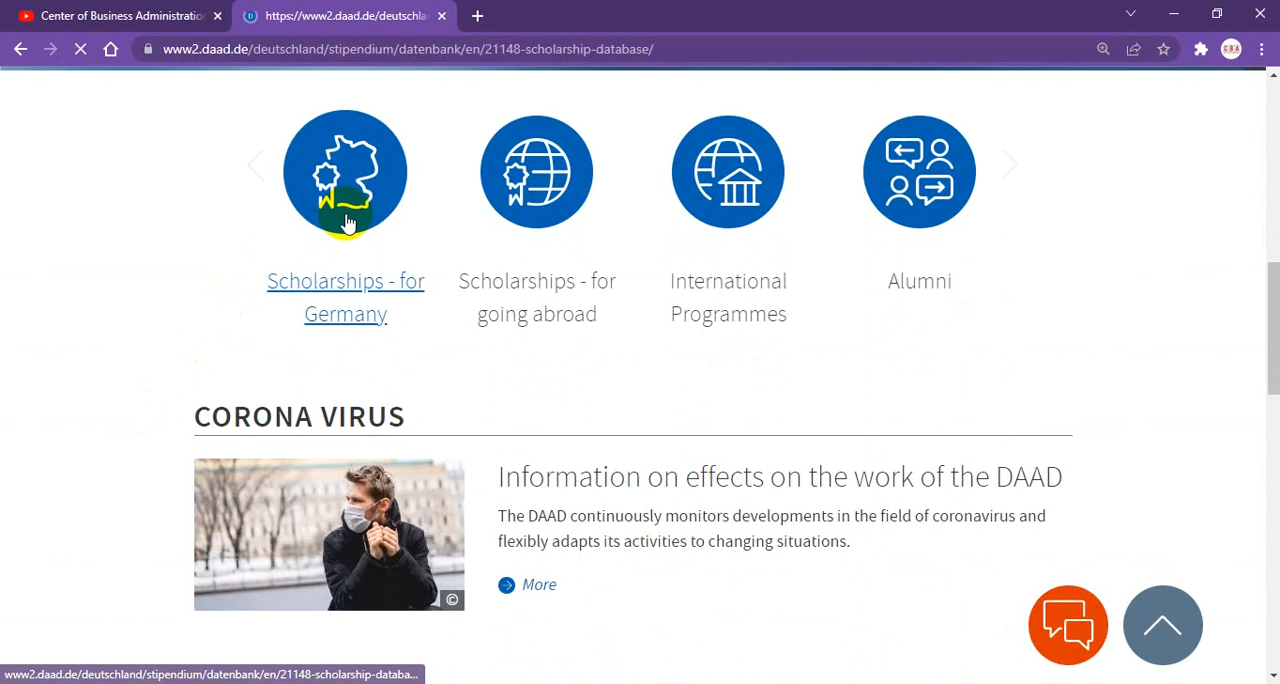 Center of Business Administratio
https://www2.daad.de/deutschla
www2.daad.de/deutschland/stipendium/datenbank/en/21148-scholarship-database/
CBA
Scholarships - for
Germany
Scholarships - for
going abroad
International
Programmes
Alumni
CORONA VIRUS
Information on effects on the work of the DAAD
The DAAD continuously monitors developments in the field of coronavirus and
flexibly adapts its activities to changing situations.
More
©
www2.daad.de/deutschland/stipendium/datenbank/en/21148-scholarship-databa...